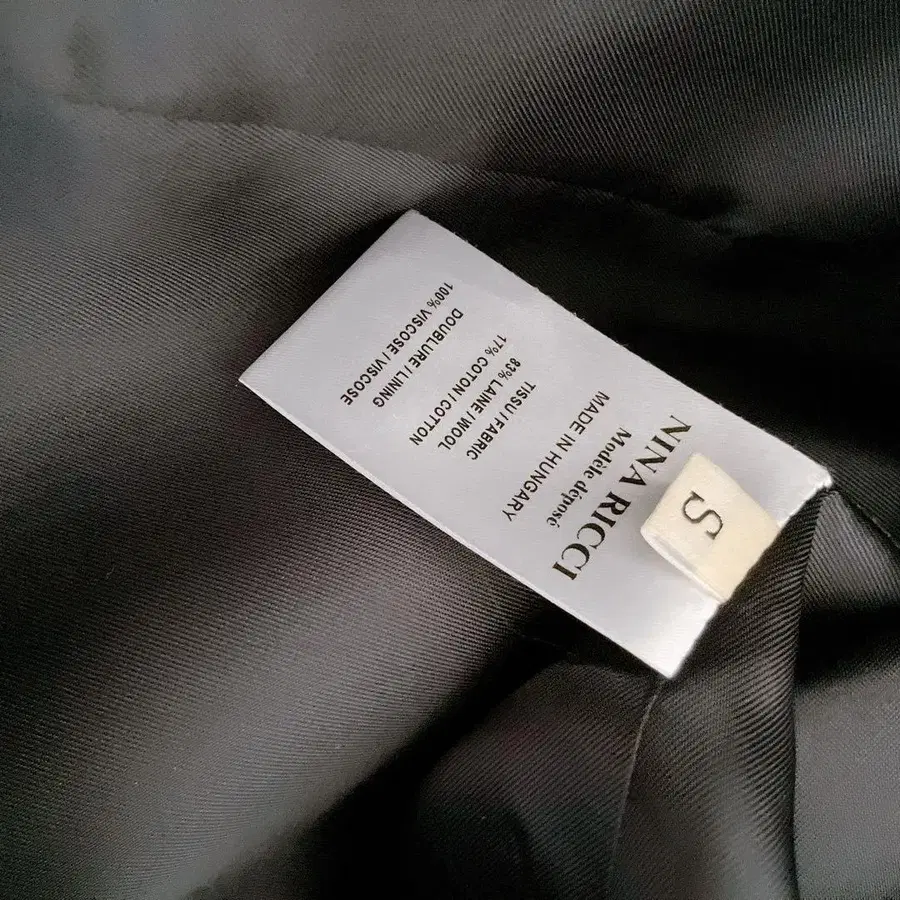 S
NINA RICCI
Modèle déposé
MADE IN HUNGARY
TISSU / FABRIC
83% LAINE / WOOL
17% COTON / COTTON
DOUBLURE / LINING
100% VISCOSE / VISCOSE